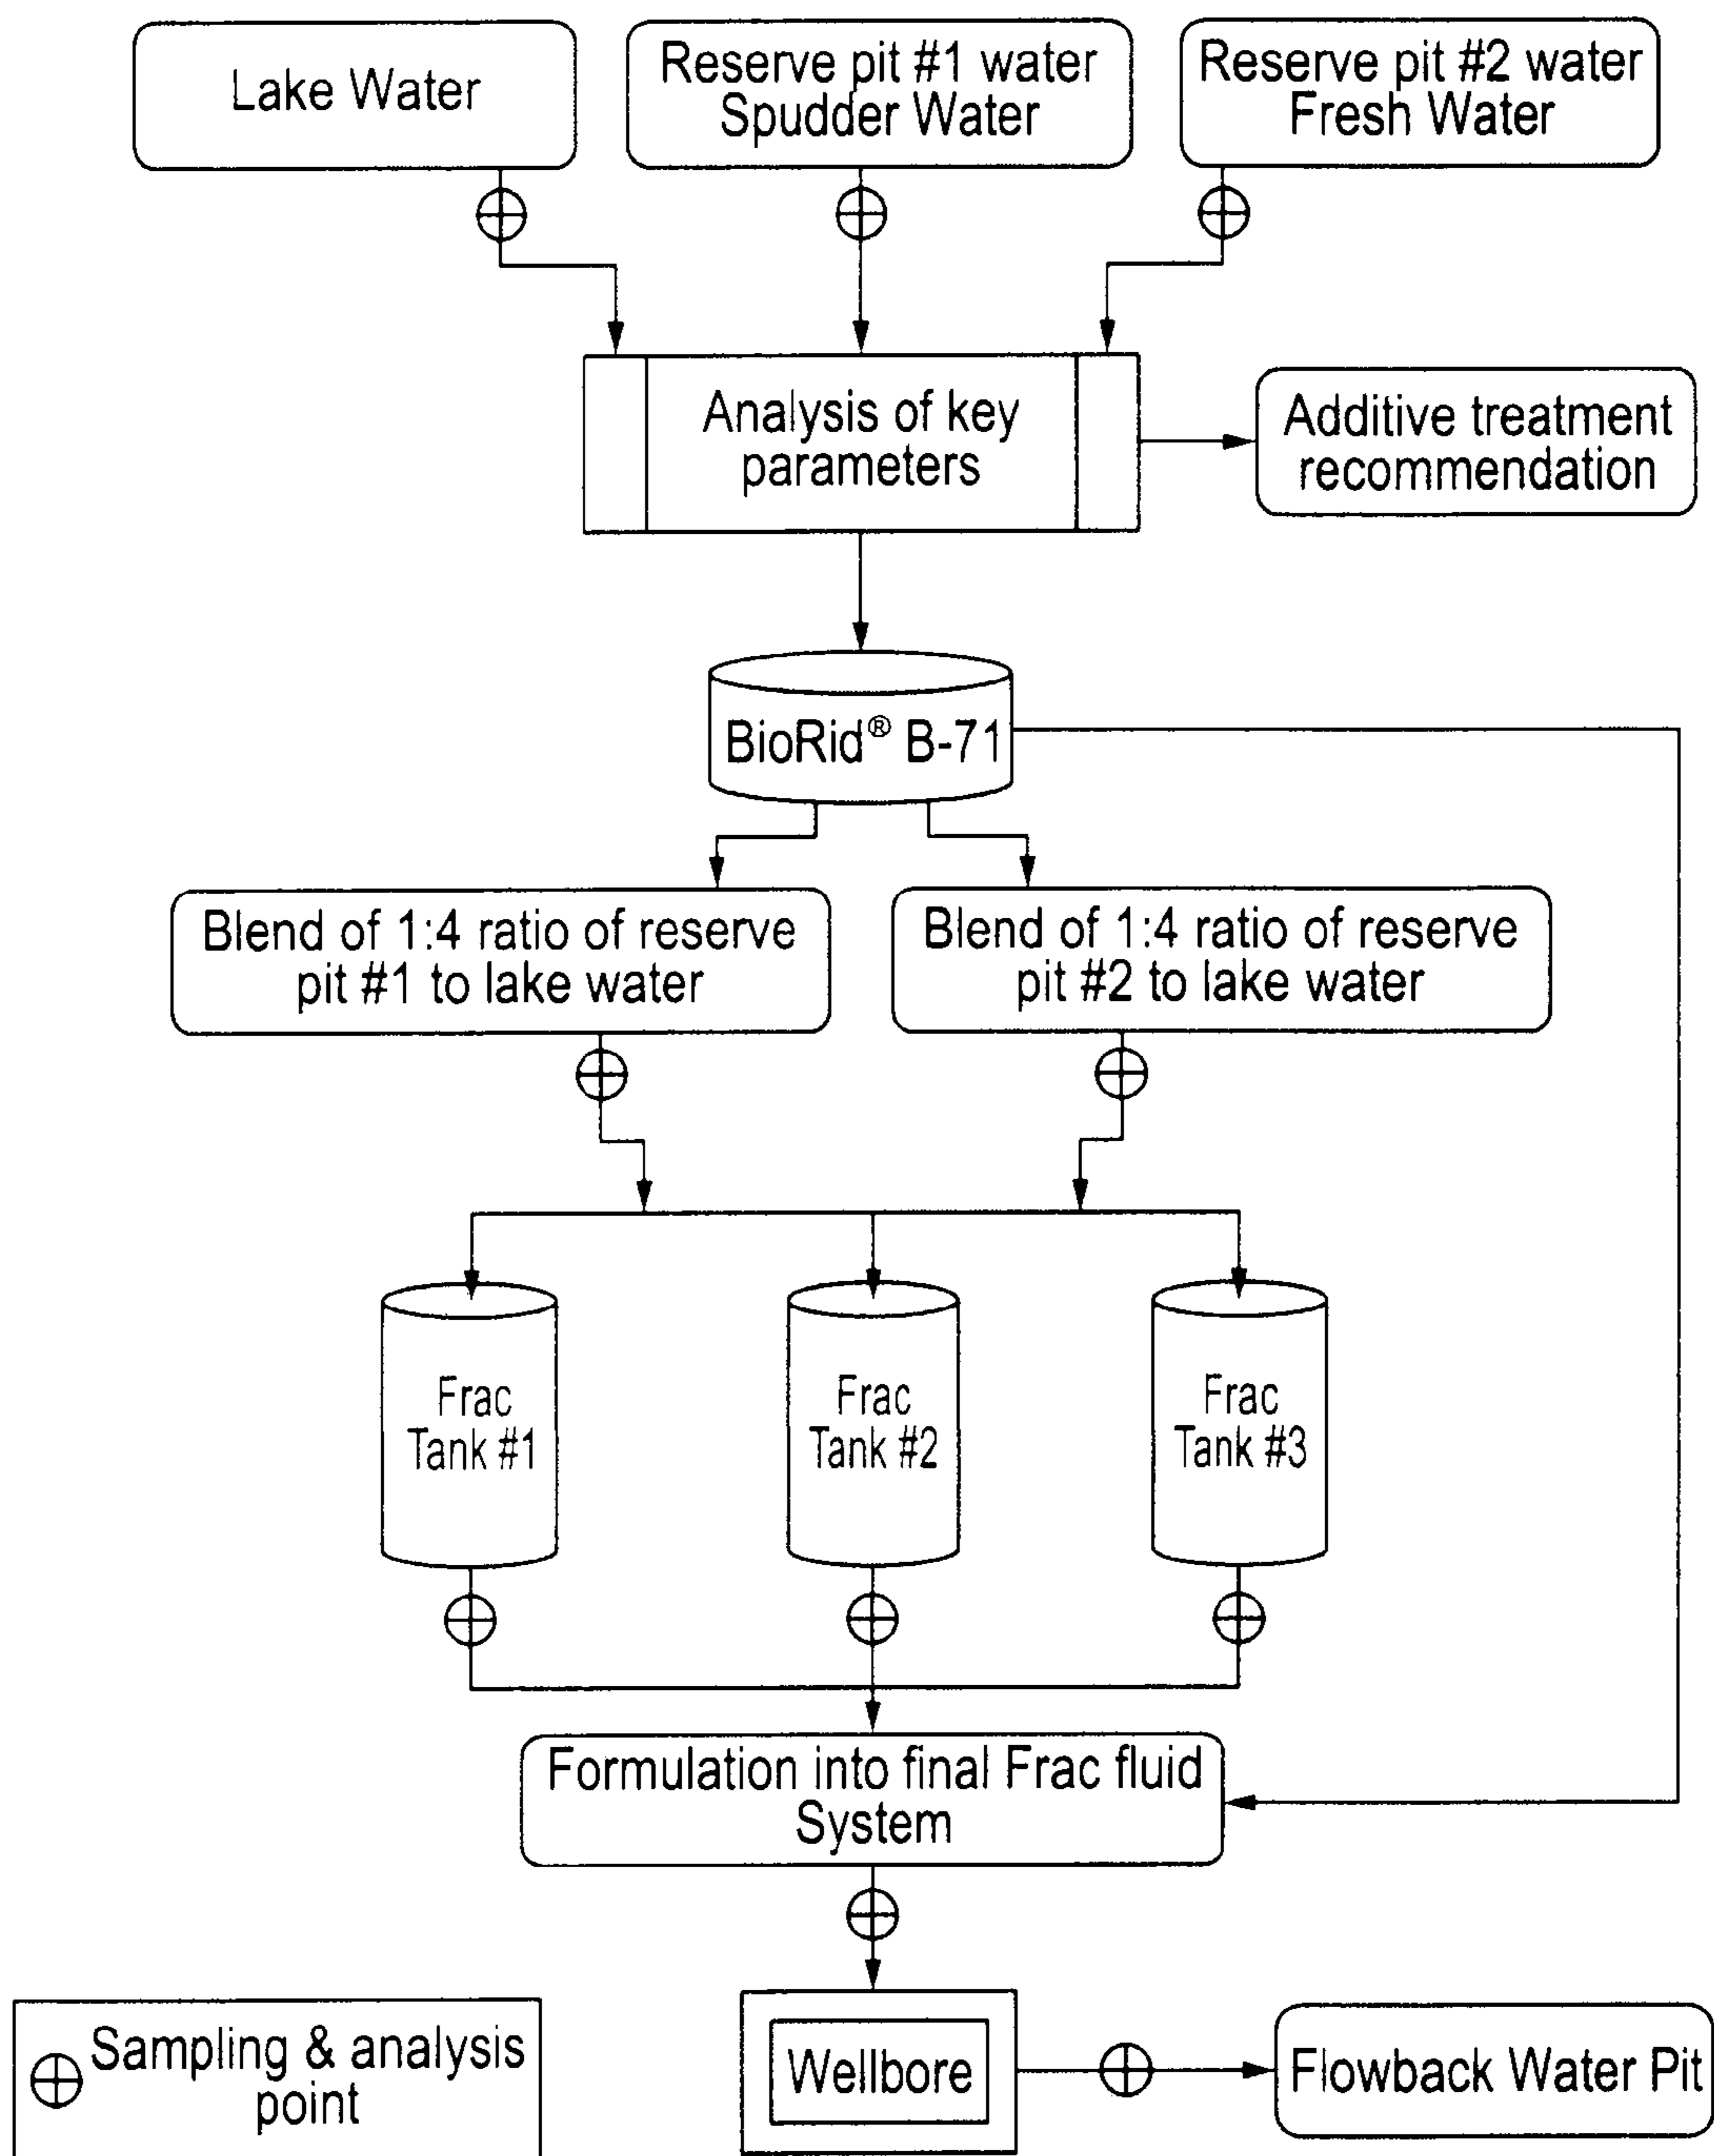 Lake Water
Reserve pit #1 water
Spudder Water
Reserve pit #2 water
Fresh Water
Analysis of key
parameters
Additive treatment
recommendation
BioRid® B-71
Blend of 1:4 ratio of reserve
pit #1 to lake water
Blend of 1:4 ratio of reserve
pit #2 to lake water
Frac
Tank #1
Frac
Tank #2
Frac
Tank #3
Formulation into final Frac fluid
System
Sampling & analysis
point
Wellbore
Flowback Water Pit